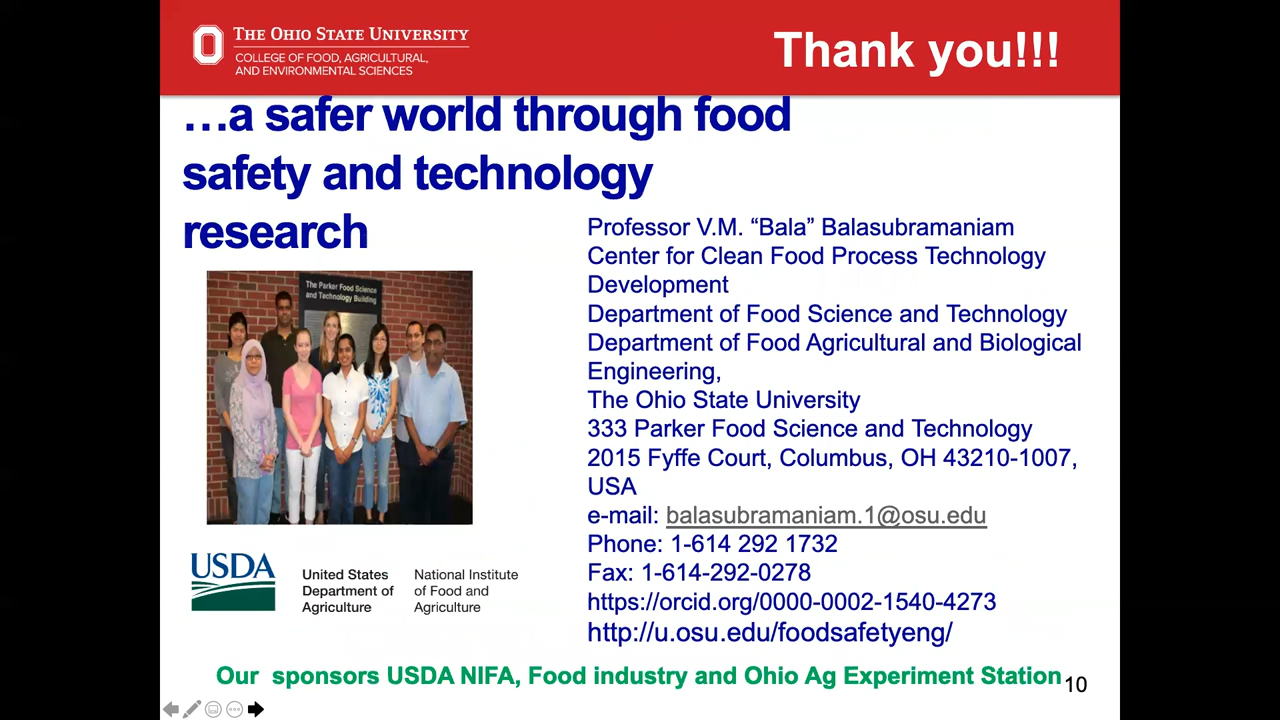 THE OHIO STATE UNIVERSITY
COLLEGE OF FOOD, AGRICULTURAL,
AND ENVIRONMENTAL SCIENCES
Thank you!!!
…a safer world through food
safety and technology
research
The Parker Food Science
and Technology Building
Professor V.M. “Bala” Balasubramaniam
Center for Clean Food Process Technology
Development
Department of Food Science and Technology
Department of Food Agricultural and Biological
Engineering,
The Ohio State University
333 Parker Food Science and Technology
2015 Fyffe Court, Columbus, OH 43210-1007,
USA
e-mail: balasubramaniam.1@osu.edu
Phone: 1-614 292 1732
Fax: 1-614-292-0278
https://orcid.org/0000-0002-1540-4273
http://u.osu.edu/foodsafetyeng/
USDA
United States
Department of
Agriculture
National Institute
of Food and
Agriculture
Our sponsors USDA NIFA, Food industry and Ohio Ag Experiment Station
10